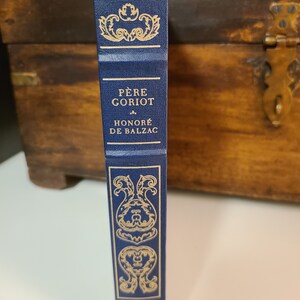 PÈRE
GORIOT
HONORÉ
DE BALZAC